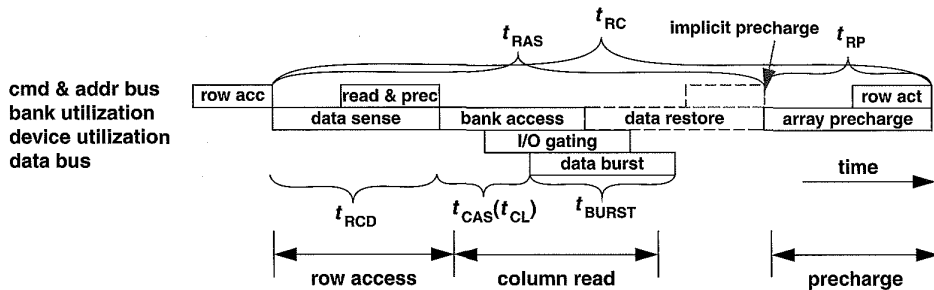 tRC
tRAS
implicit precharge
tRP
cmd & addr bus
row acc
read & prec
row act
bank utilization
data sense
bank access
data restore
array precharge
device utilization
I/O gating
data bus
data burst
time
tRCD
tCAS(tCL)
tBURST
row access
column read
precharge